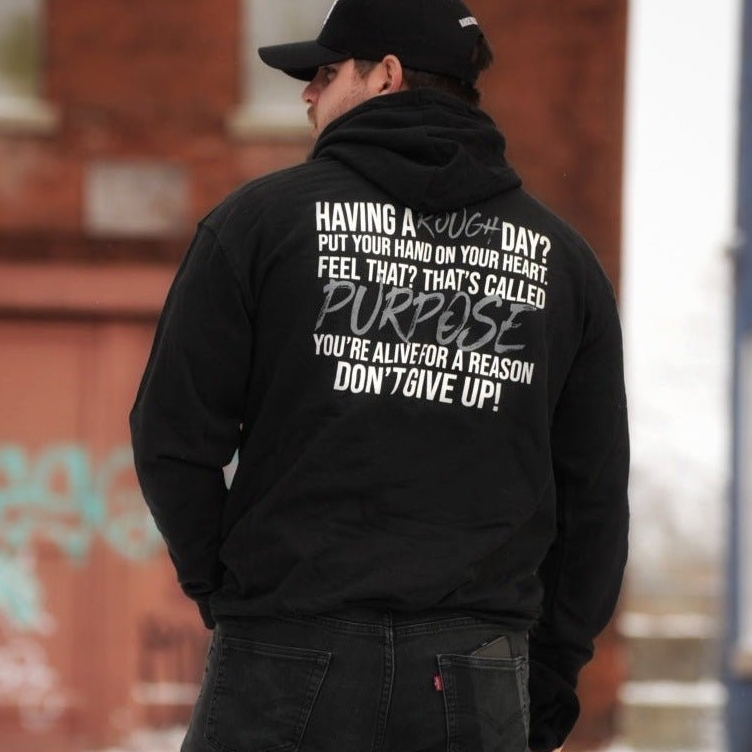 HAVING A ROUGH DAY?
PUT YOUR HAND ON YOUR HEART.
FEEL THAT? THAT'S CALLED
PURPOSE
YOU'RE ALIVE FOR A REASON
DON'T GIVE UP!